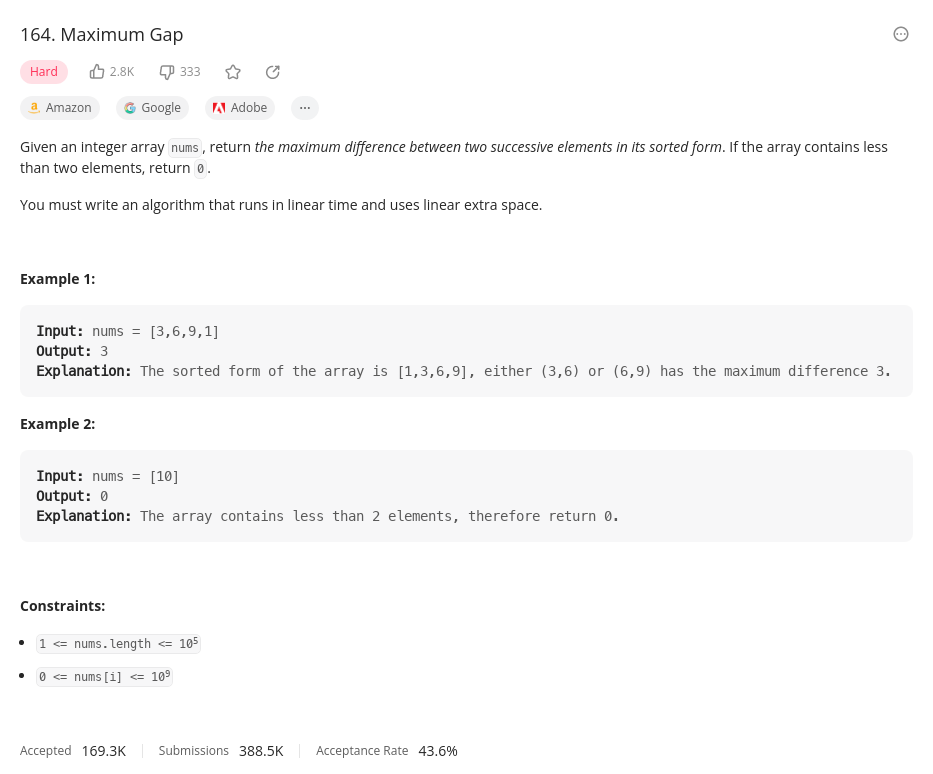 164. Maximum Gap
Hard 2.8K 333
Amazon Google Adobe ...
Given an integer array nums, return the maximum difference between two successive elements in its sorted form. If the array contains less
than two elements, return 0.
You must write an algorithm that runs in linear time and uses linear extra space.
Example 1:
Input: nums = [3,6,9,1]
Output: 3
Explanation: The sorted form of the array is [1,3,6,9], either (3,6) or (6,9) has the maximum difference 3.
Example 2:
Input: nums = [10]
Output: 0
Explanation: The array contains less than 2 elements, therefore return 0.
Constraints:
• 1 <= nums.length <= 10⁵
• 0 <= nums[i] <= 10⁹
Accepted 169.3K Submissions 388.5K Acceptance Rate 43.6%